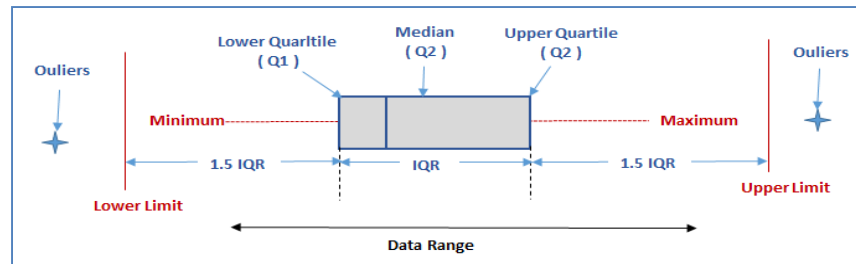 Ouliers
Lower Quarltile
( Q1 )
Median
( Q2 )
Upper Quartile
( Q2 )
Ouliers
Minimum
Maximum
1.5 IQR
IQR
1.5 IQR
Lower Limit
Upper Limit
Data Range